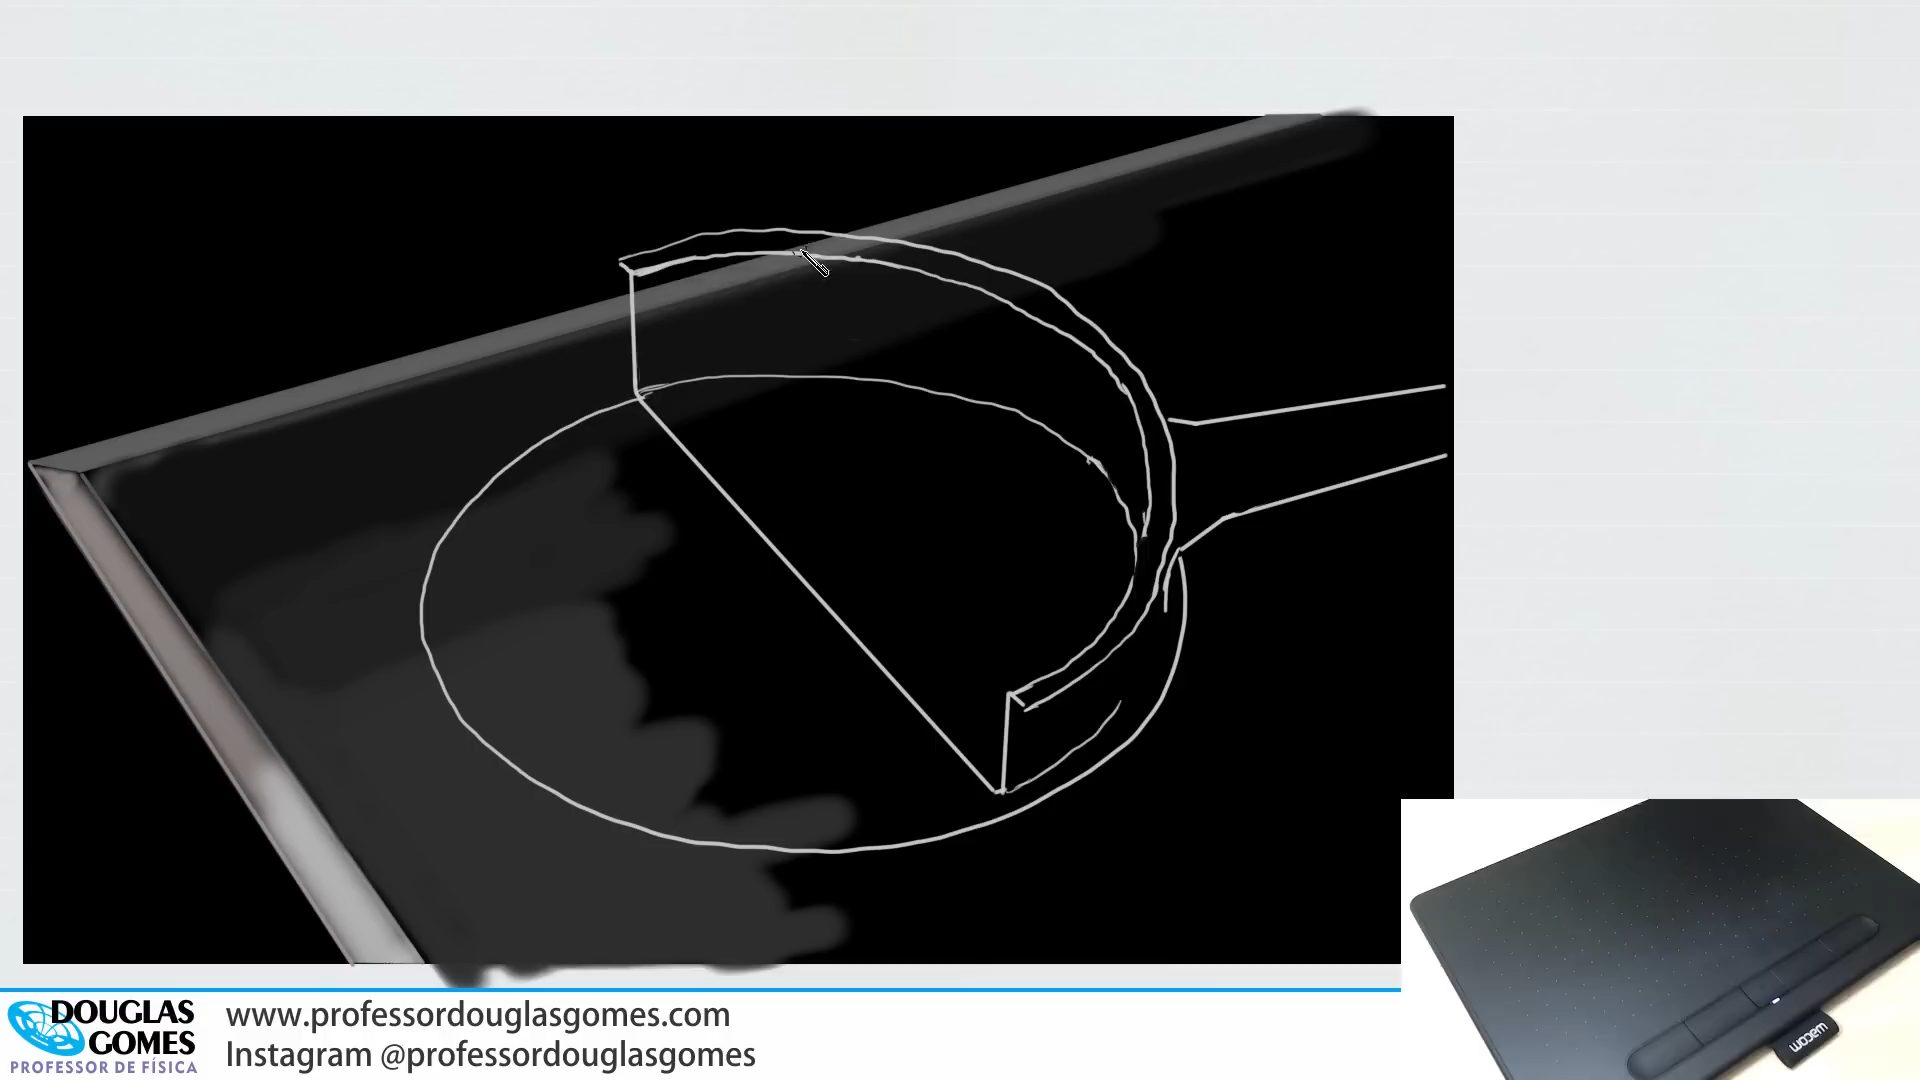 DOUGLAS
GOMES
PROFESSOR DE FÍSICA
www.professordouglasgomes.com
Instagram @professordouglasgomes
wacom